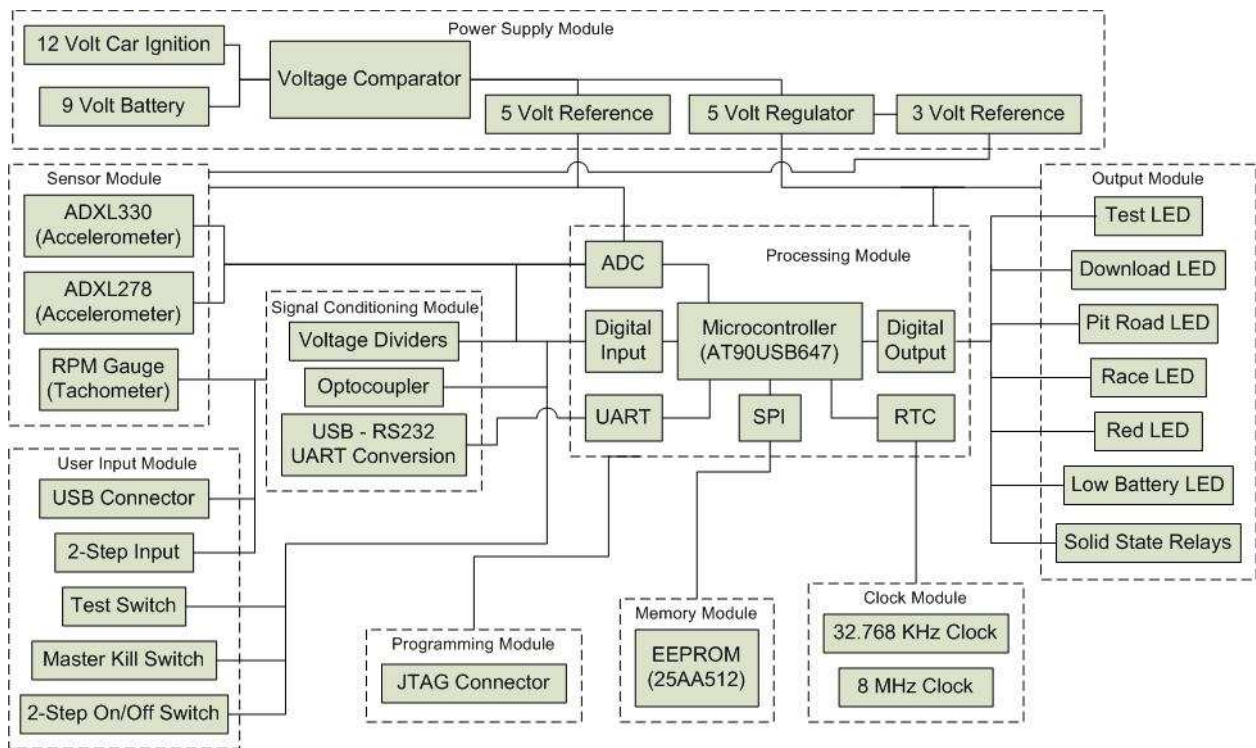 Power Supply Module
12 Volt Car Ignition
9 Volt Battery
Voltage Comparator
5 Volt Reference
5 Volt Regulator
3 Volt Reference
Sensor Module
ADXL330
(Accelerometer)
ADXL278
(Accelerometer)
RPM Gauge
(Tachometer)
Signal Conditioning Module
Voltage Dividers
Optocoupler
USB - RS232
UART Conversion
Processing Module
ADC
Digital
Input
Microcontroller
(AT90USB647)
Digital
Output
UART
SPI
RTC
Output Module
Test LED
Download LED
Pit Road LED
Race LED
Red LED
Low Battery LED
Solid State Relays
User Input Module
USB Connector
2-Step Input
Test Switch
Master Kill Switch
2-Step On/Off Switch
Programming Module
JTAG Connector
Memory Module
EEPROM
(25AA512)
Clock Module
32.768 KHz Clock
8 MHz Clock